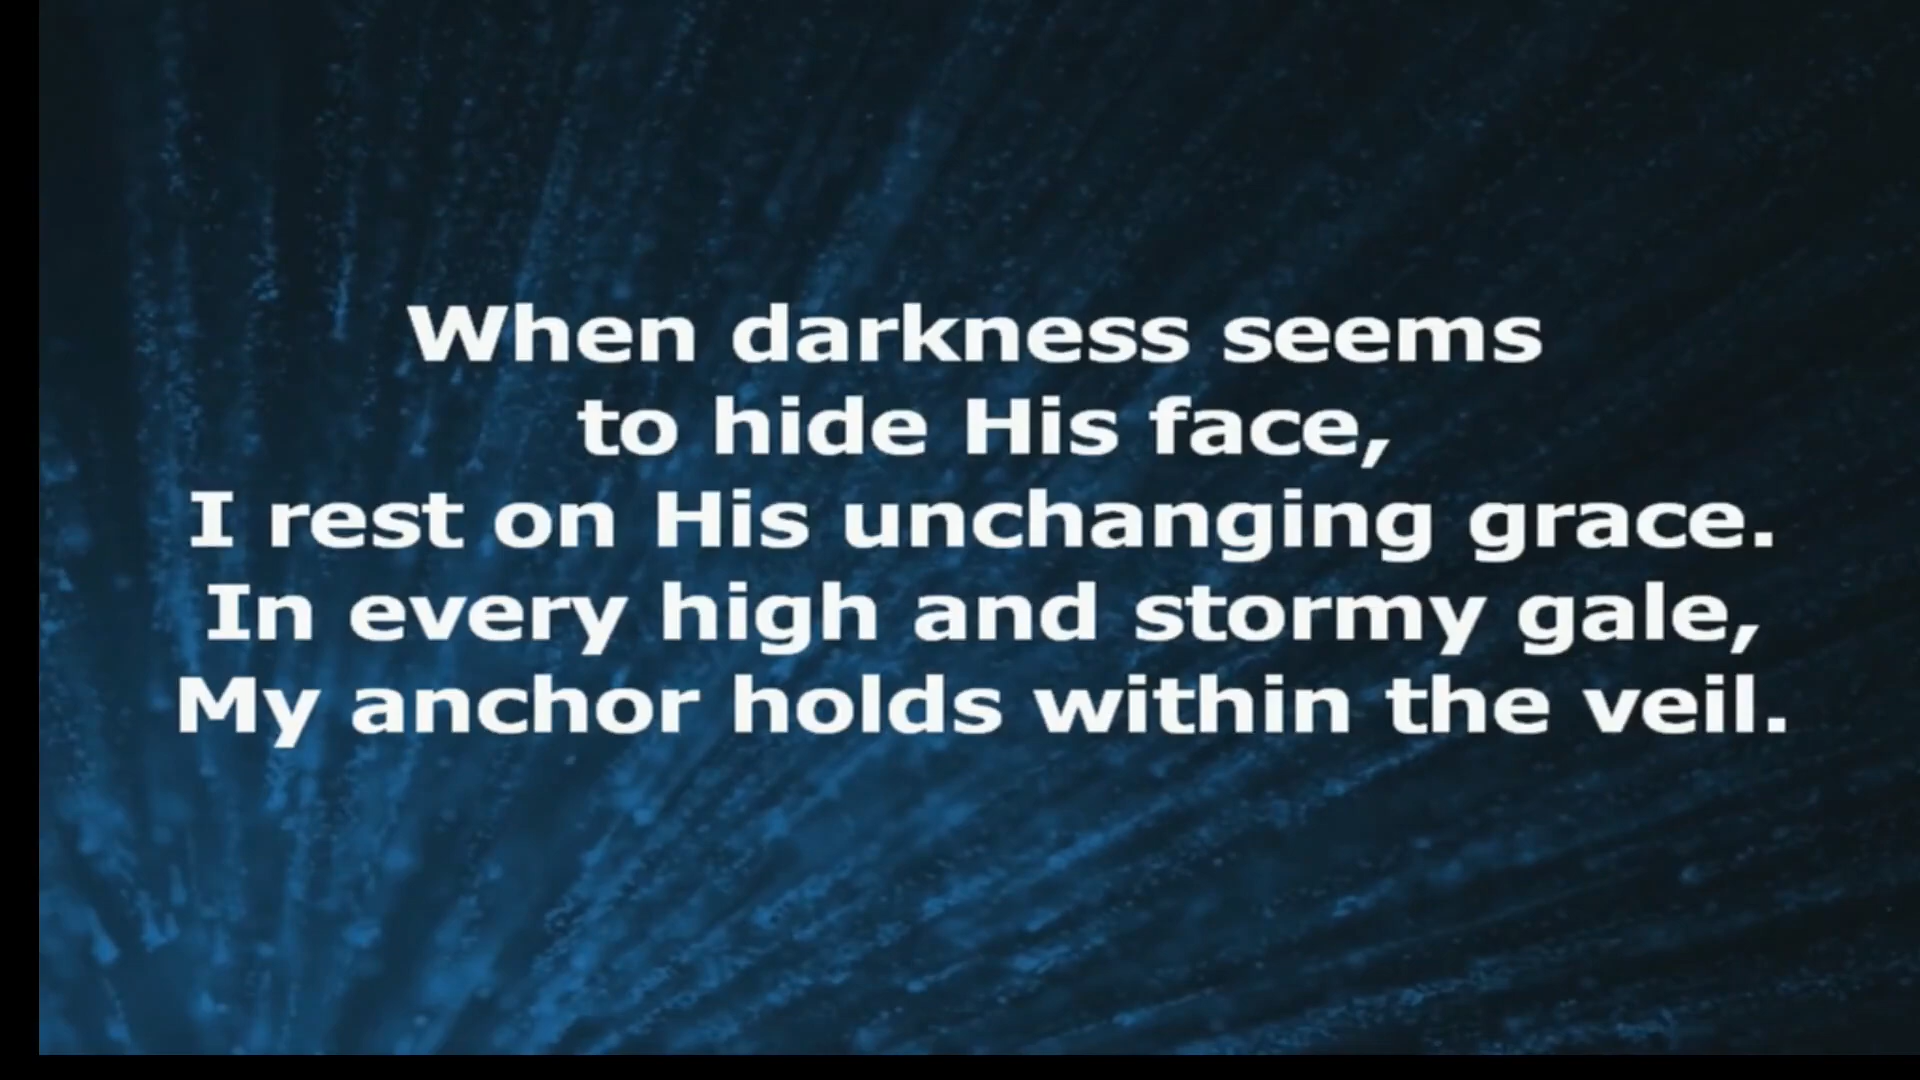 When darkness seems
to hide His face,
I rest on His unchanging grace.
In every high and stormy gale,
My anchor holds within the veil.